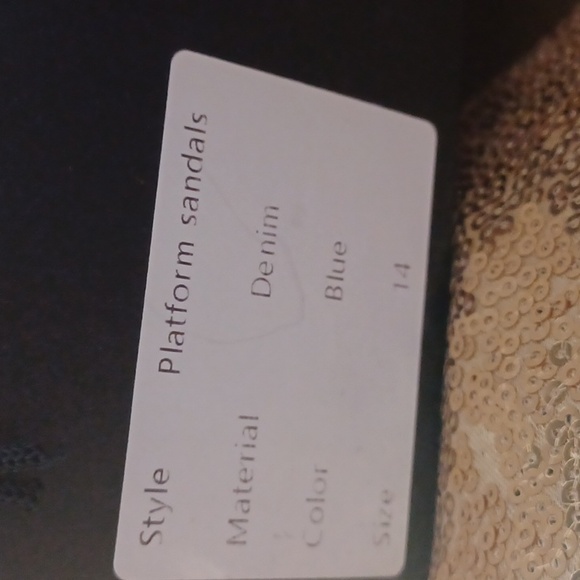 Style Platform sandals
Material Denim
Color Blue
Size 14